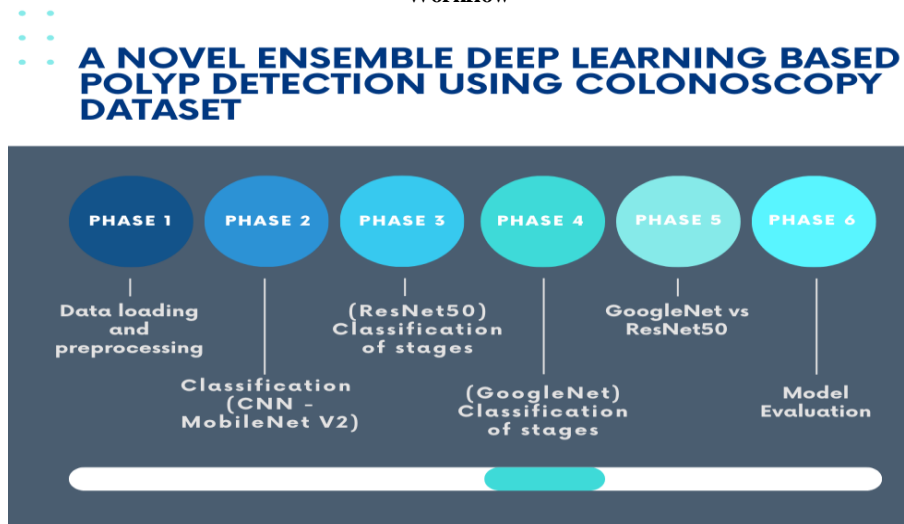 A NOVEL ENSEMBLE DEEP LEARNING BASED
POLYP DETECTION USING COLONOSCOPY
DATASET
PHASE 1
PHASE 2
PHASE 3
PHASE 4
PHASE 5
PHASE 6
Data loading
and
preprocessing
Classification
(CNN -
MobileNet V2)
(ResNet50)
Classification
of stages
(GoogleNet)
Classification
of stages
GoogleNet vs
ResNet50
Model
Evaluation